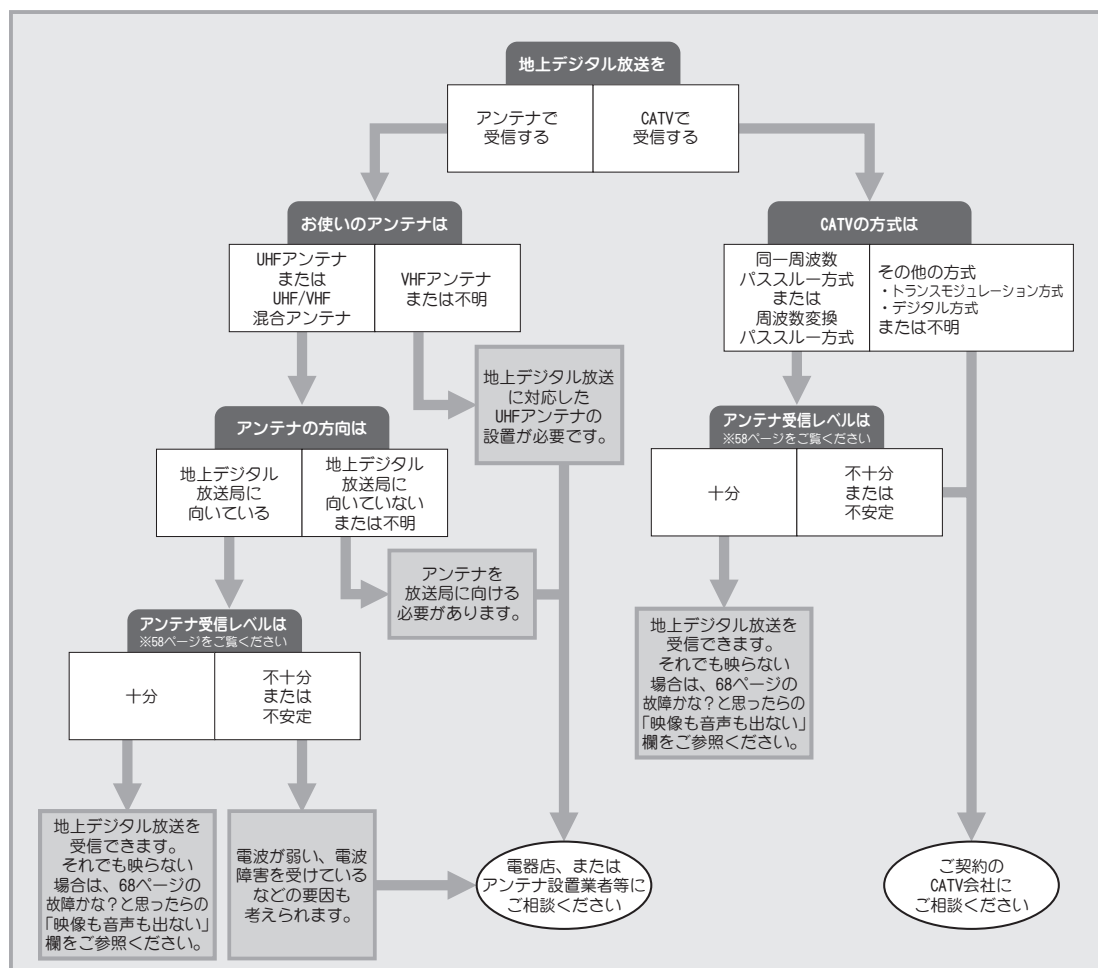 地上デジタル放送を
アンテナで
受信する
CATVで
受信する
お使いのアンテナは
UHFアンテナ
または
UHF/VHF
混合アンテナ
VHFアンテナ
または不明
CATVの方式は
同一周波数
パススルー方式
または
周波数変換
パススルー方式
その他の方式
・トランスモジュレーション方式
・デジタル方式
または不明
地上デジタル放送
に対応した
UHFアンテナの
設置が必要です。
アンテナの方向は
地上デジタル
放送局に
向いている
地上デジタル
放送局に
向いていない
または不明
アンテナ受信レベルは
※58ページをご覧ください
十分
不十分
または
不安定
アンテナを
放送局に向ける
必要があります。
アンテナ受信レベルは
※58ページをご覧ください
十分
不十分
または
不安定
地上デジタル放送を
受信できます。
それでも映らない
場合は、68ページの
故障かな?と思ったらの
「映像も音声も出ない」
欄をご参照ください。
地上デジタル放送を
受信できます。
それでも映らない
場合は、68ページの
故障かな?と思ったらの
「映像も音声も出ない」
欄をご参照ください。
電波が弱い、電波
障害を受けている
などの要因も
考えられます。
電器店、または
アンテナ設置業者等に
ご相談ください
ご契約の
CATV会社に
ご相談ください